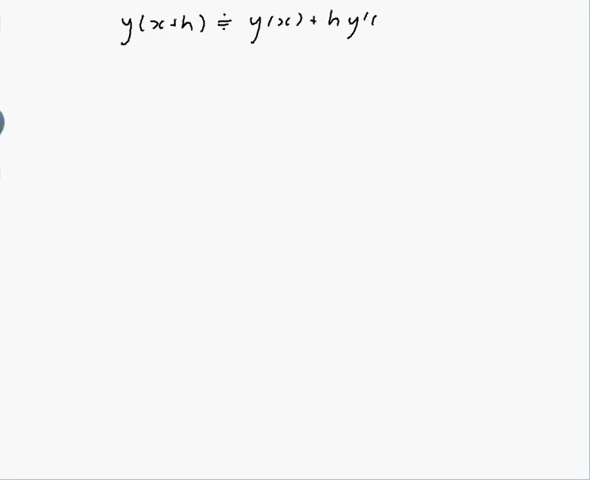 y(x+h) ≑ y(x) + h y'(